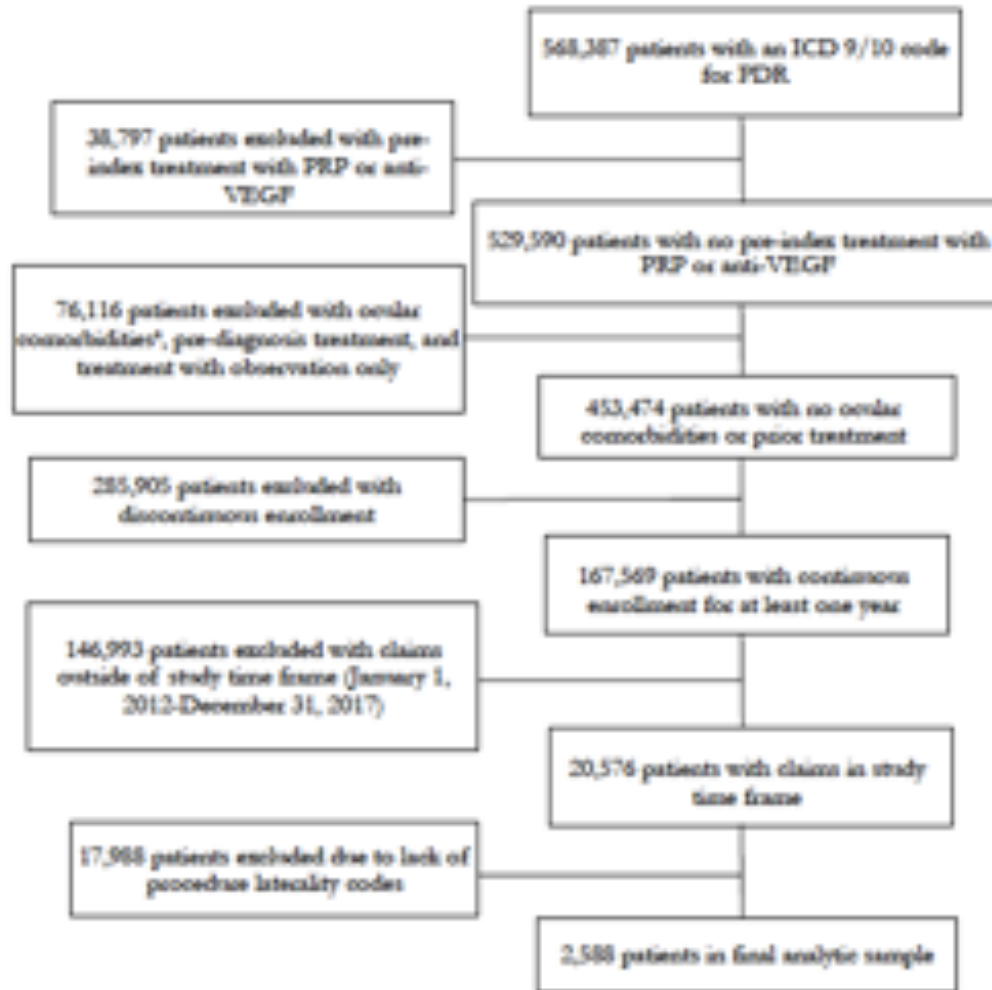 568,387 patients with an ICD 9/10 code
for PDR
38,797 patients excluded with pre-
index treatment with PRP or anti-
VEGF
529,590 patients with no pre-index treatment with
PRP or anti-VEGF
76,116 patients excluded with ocular
comorbidities*, pre-diagnosis treatment, and
treatment with observation only
453,474 patients with no ocular
comorbidities or prior treatment
285,905 patients excluded with
discontinuous enrollment
167,569 patients with continuous
enrollment for at least one year
146,993 patients excluded with claims
outside of study time frame (January 1,
2012-December 31, 2017)
20,576 patients with claims in study
time frame
17,988 patients excluded due to lack of
procedure laterality codes
2,588 patients in final analytic sample